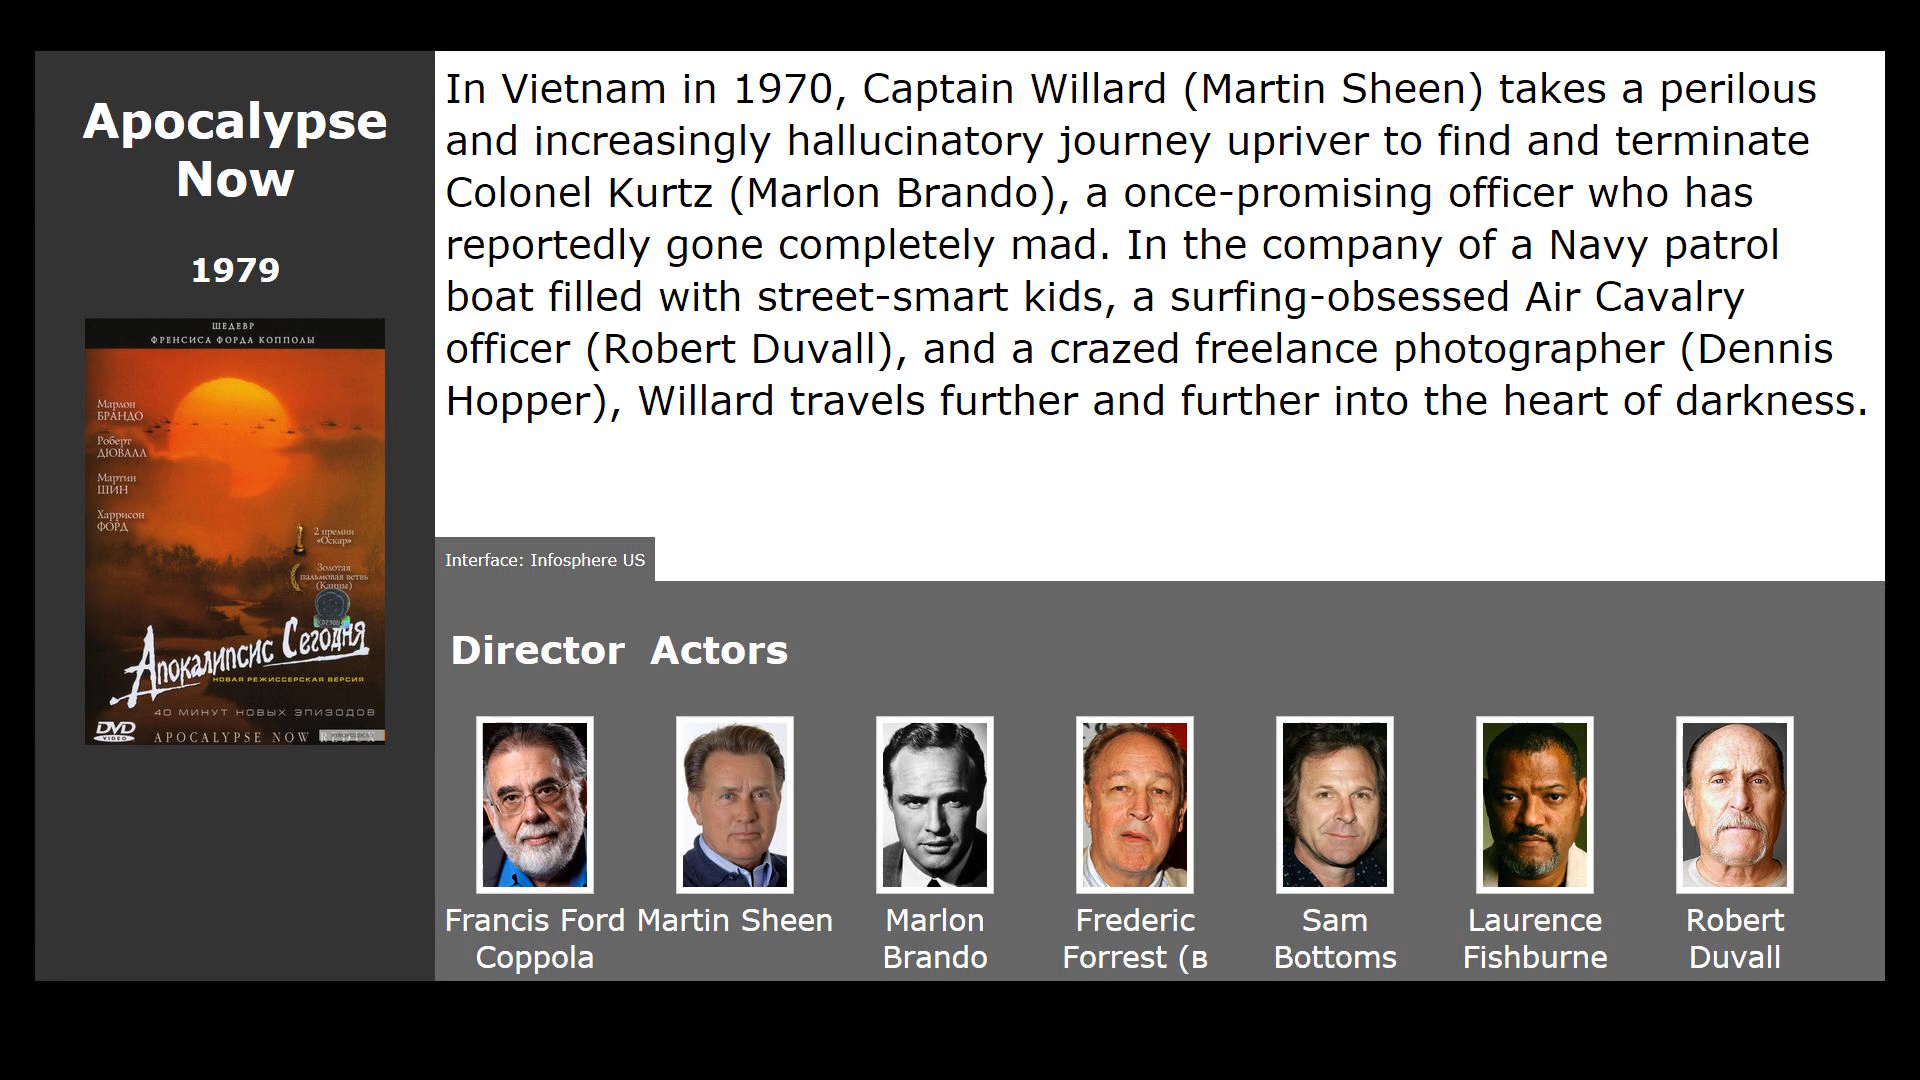 Apocalypse
Now
1979
ШЕДЕВР
ФРЕНСИСА ФОРДА КОППОЛЫ
Марлон
БРАНДО
Роберт
ДЮВАЛЛ
Мартин
ШИН
Харрисон
ФОРД
2 премии
«Оскар»
Золотая
пальмовая ветвь
(Канны)
Апокалипсис Сегодня
НОВАЯ РЕЖИССЕРСКАЯ ВЕРСИЯ
40 МИНУТ НОВЫХ ЭПИЗОДОВ
DVD
VIDEO
APOCALYPSE NOW REDUX
In Vietnam in 1970, Captain Willard (Martin Sheen) takes a perilous
and increasingly hallucinatory journey upriver to find and terminate
Colonel Kurtz (Marlon Brando), a once-promising officer who has
reportedly gone completely mad. In the company of a Navy patrol
boat filled with street-smart kids, a surfing-obsessed Air Cavalry
officer (Robert Duvall), and a crazed freelance photographer (Dennis
Hopper), Willard travels further and further into the heart of darkness.
Interface: Infosphere US
Director Actors
Francis Ford
Coppola
Martin Sheen
Marlon
Brando
Frederic
Forrest (в
Sam
Bottoms
Laurence
Fishburne
Robert
Duvall